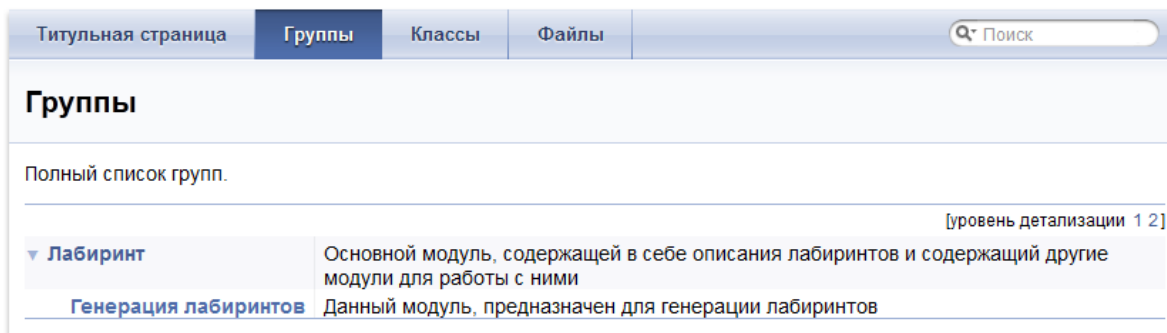 Титульная страница Группы Классы Файлы Поиск
Группы
Полный список групп.
[уровень детализации 1 2]
Лабиринт Основной модуль, содержащей в себе описания лабиринтов и содержащий другие
модули для работы с ними
Генерация лабиринтов Данный модуль, предназначен для генерации лабиринтов